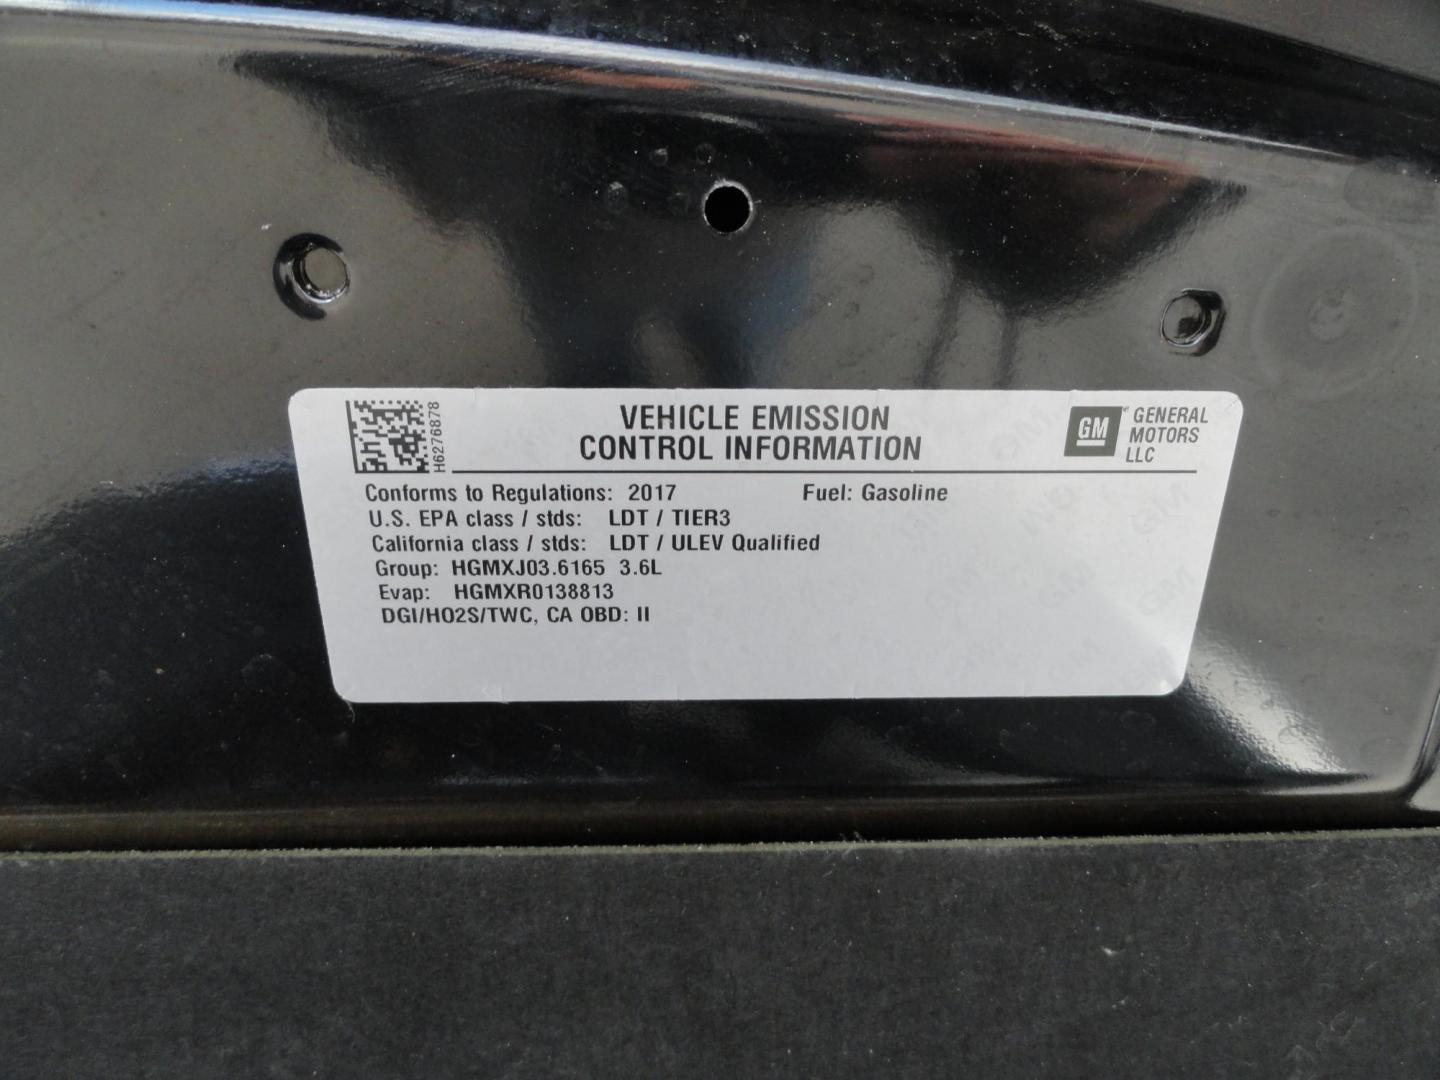 H6276878
VEHICLE EMISSION
CONTROL INFORMATION
GM
GENERAL
MOTORS
LLC
Conforms to Regulations: 2017 Fuel: Gasoline
U.S. EPA class / stds: LDT / TIER3
California class / stds: LDT / ULEV Qualified
Group: HGMXJ03.6165 3.6L
Evap: HGMXR0138813
DGI/HO2S/TWC, CA OBD: II